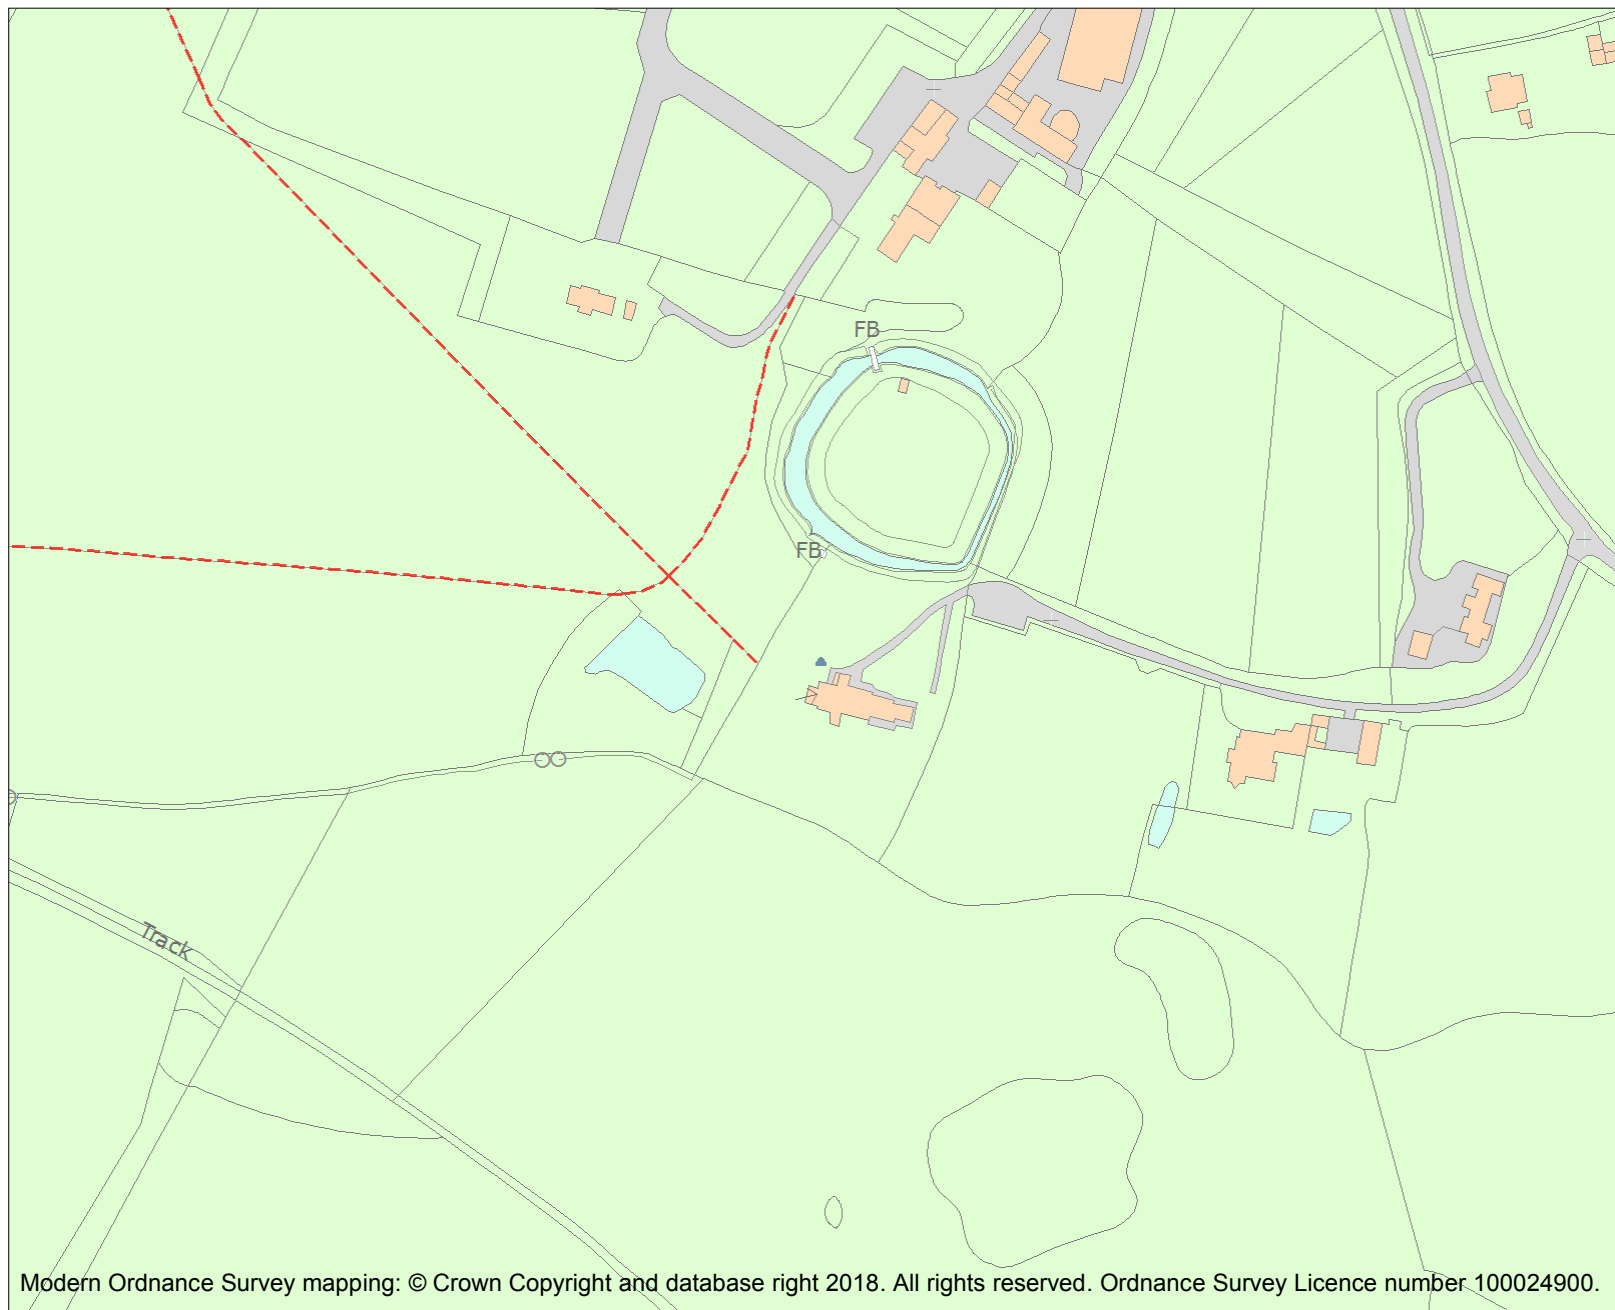 FB
FB
Track
Modern Ordnance Survey mapping: © Crown Copyright and database right 2018. All rights reserved. Ordnance Survey Licence number 100024900.